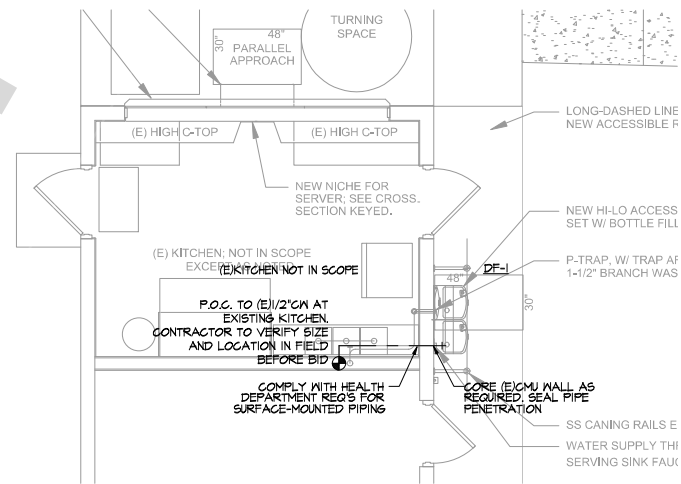 TURNING
SPACE
30"
48"
PARALLEL
APPROACH
(E) HIGH C-TOP
(E) HIGH C-TOP
LONG-DASHED LINE
NEW ACCESSIBLE R
NEW NICHE FOR
SERVER; SEE CROSS.
SECTION KEYED.
NEW HI-LO ACCESS
SET W/ BOTTLE FILL
(E) KITCHEN; NOT IN SCOPE
EXCEPT AS NOTED
(E)KITCHEN NOT IN SCOPE
P-TRAP, W/ TRAP AR
1-1/2" BRANCH WAS
48"
DF-1
30"
P.O.C. TO (E)1/2"CW AT
EXISTING KITCHEN.
CONTRACTOR TO VERIFY SIZE
AND LOCATION IN FIELD
BEFORE BID
COMPLY WITH HEALTH
DEPARTMENT REQ'S FOR
SURFACE-MOUNTED PIPING
CORE (E)CMU WALL AS
REQUIRED. SEAL PIPE
PENETRATION
SS CANING RAILS E
WATER SUPPLY THR
SERVING SINK FAUC